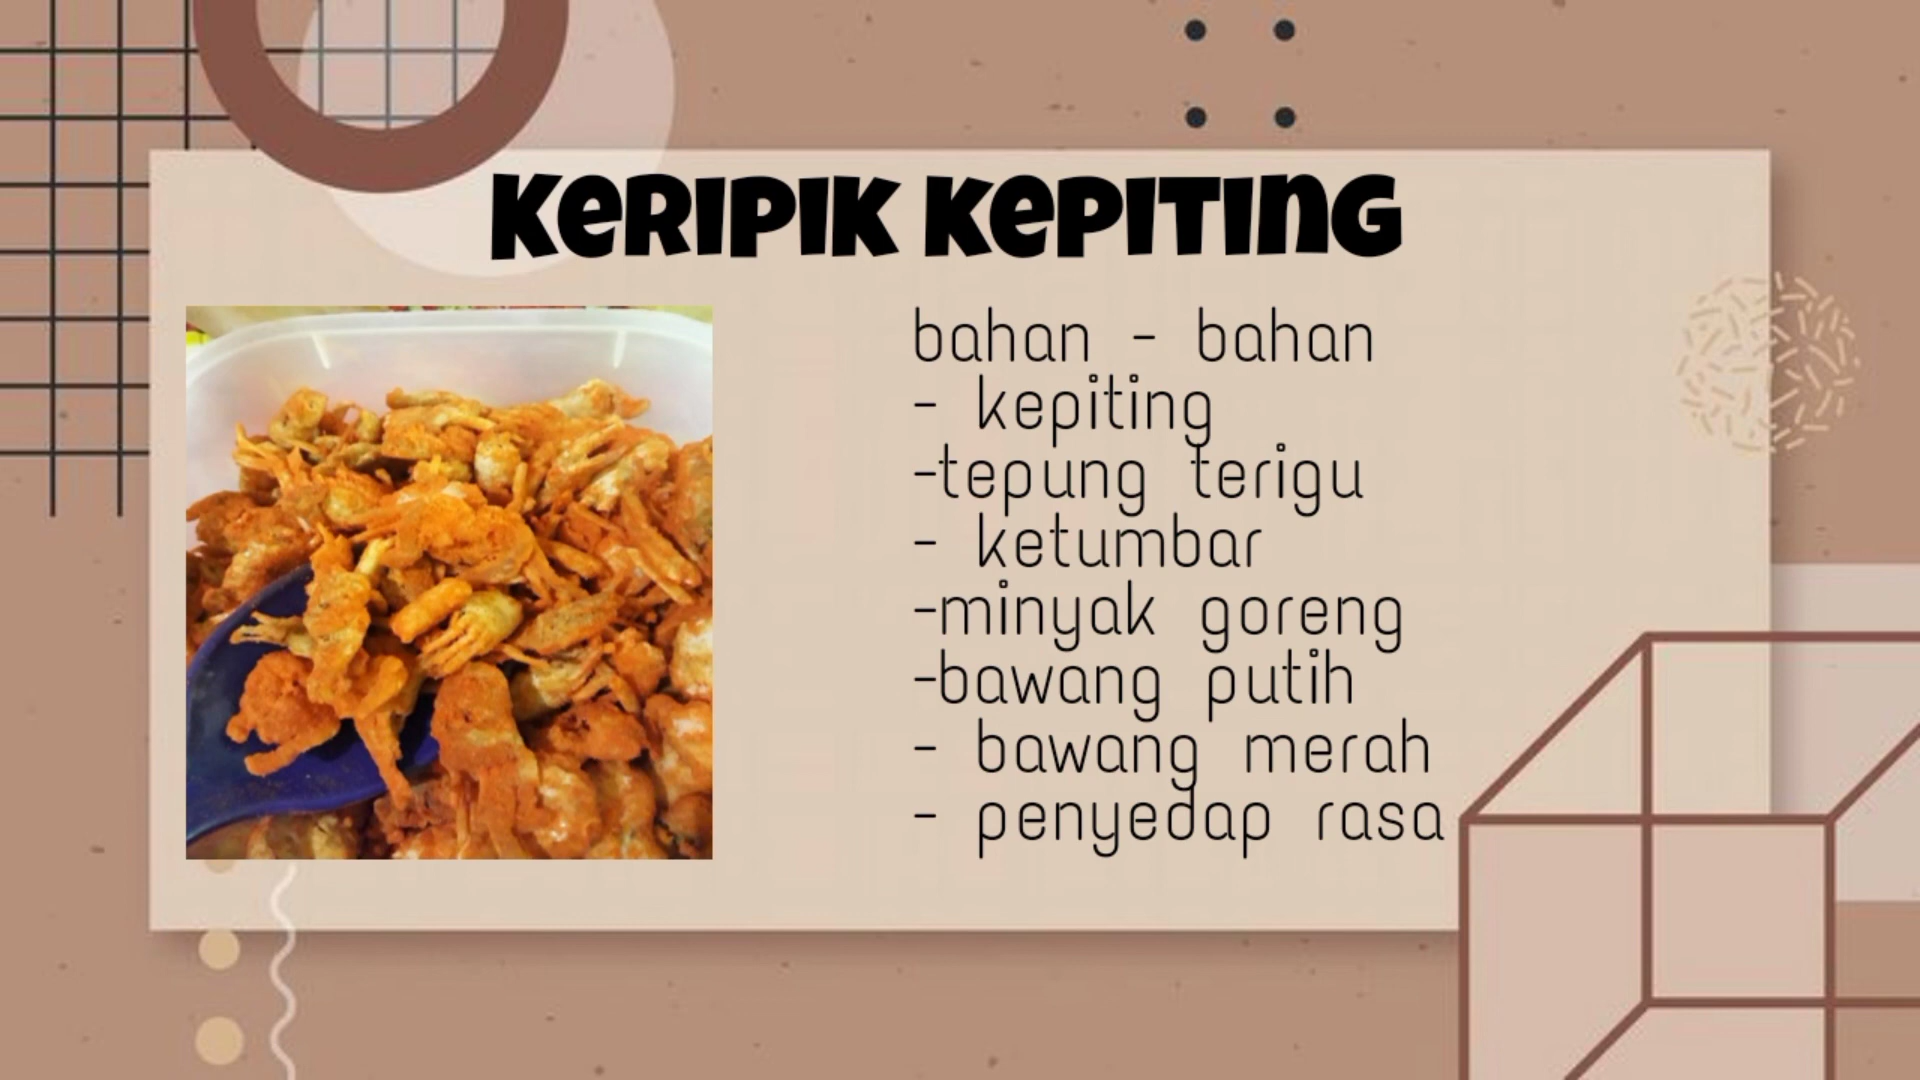 KERIPIK KEPITING
bahan - bahan
- kepiting
-tepung terigu
- ketumbar
-minyak goreng
-bawang putih
- bawang merah
- penyedap rasa